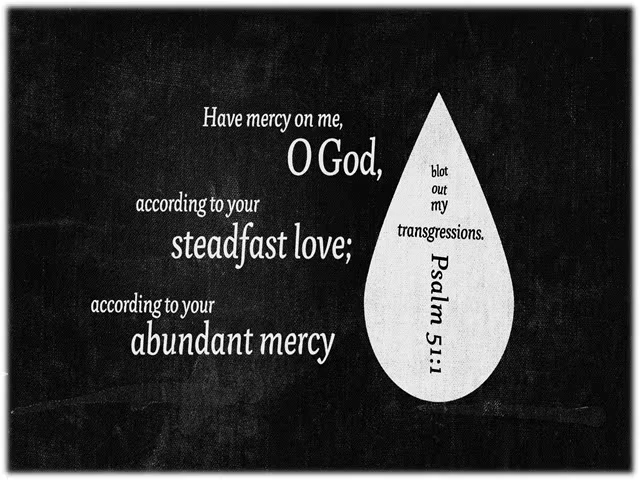 Have mercy on me,
O God,
according to your
steadfast love;
according to your
abundant mercy
blot
out
my
transgressions.
Psalm 51:1